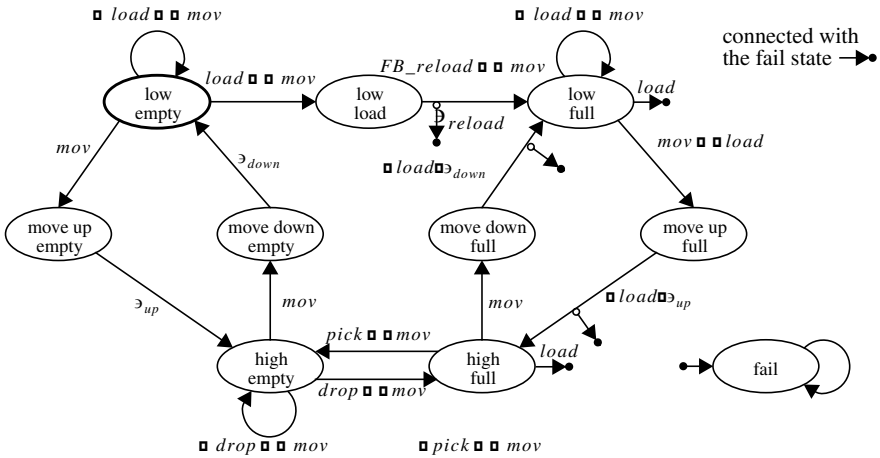 ▯ load ▯ ▯ mov
▯ load ▯ ▯ mov
connected with
the fail state
load ▯ ▯ mov
FB_reload ▯ ▯ mov
low
empty
low
load
low
full
load
϶reload
mov
϶down
▯ load▯϶down
mov ▯ ▯load
move up
empty
move down
empty
move down
full
move up
full
϶up
mov
mov
▯ load▯϶up
pick ▯ ▯mov
high
empty
high
full
load
fail
drop ▯ ▯mov
▯ drop ▯ ▯ mov
▯ pick ▯ ▯ mov